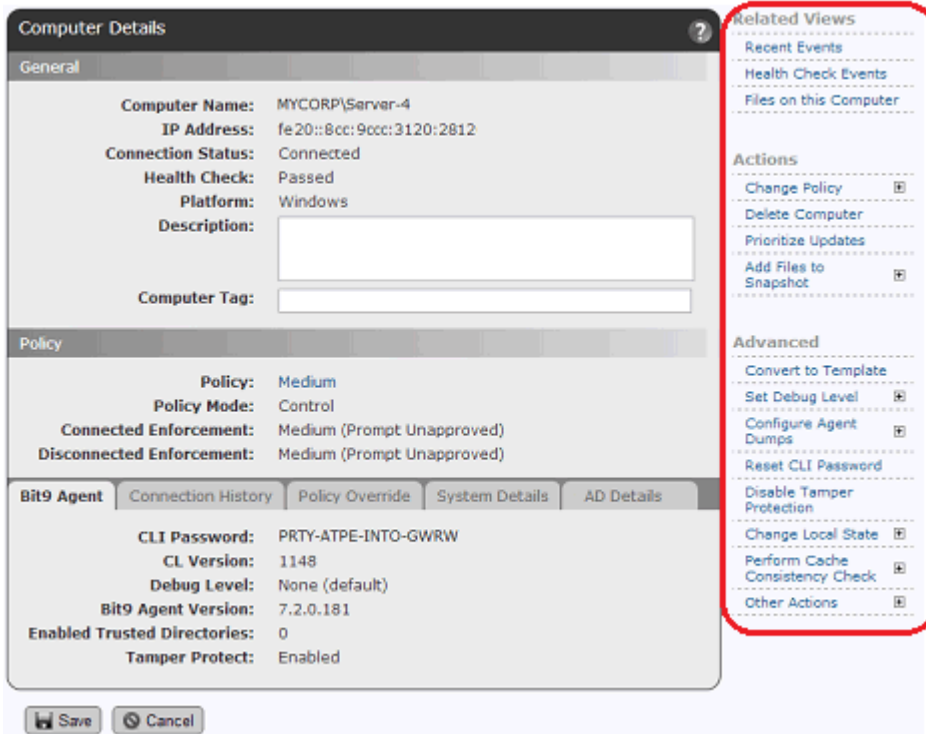 Computer Details
?
General
Computer Name: MYCORP\Server-4
IP Address: fe20::8cc:9ccc:3120:2812
Connection Status: Connected
Health Check: Passed
Platform: Windows
Description:
Computer Tag:
Policy
Policy: Medium
Policy Mode: Control
Connected Enforcement: Medium (Prompt Unapproved)
Disconnected Enforcement: Medium (Prompt Unapproved)
Bit9 Agent Connection History Policy Override System Details AD Details
CLI Password: PRTY-ATPE-INTO-GWRW
CL Version: 1148
Debug Level: None (default)
Bit9 Agent Version: 7.2.0.181
Enabled Trusted Directories: 0
Tamper Protect: Enabled
Save Cancel
Related Views
Recent Events
Health Check Events
Files on this Computer
Actions
Change Policy
Delete Computer
Prioritize Updates
Add Files to
Snapshot
Advanced
Convert to Template
Set Debug Level
Configure Agent
Dumps
Reset CLI Password
Disable Tamper
Protection
Change Local State
Perform Cache
Consistency Check
Other Actions